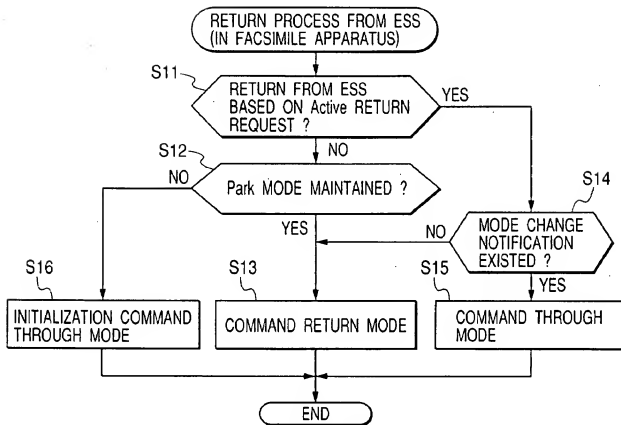 RETURN PROCESS FROM ESS
(IN FACSIMILE APPARATUS)
S11
RETURN FROM ESS
BASED ON Active RETURN
REQUEST ?
YES
NO
S12
Park MODE MAINTAINED ?
NO
YES
S14
MODE CHANGE
NOTIFICATION
EXISTED ?
NO
YES
S16
INITIALIZATION COMMAND
THROUGH MODE
S13
COMMAND RETURN MODE
S15
COMMAND THROUGH
MODE
END